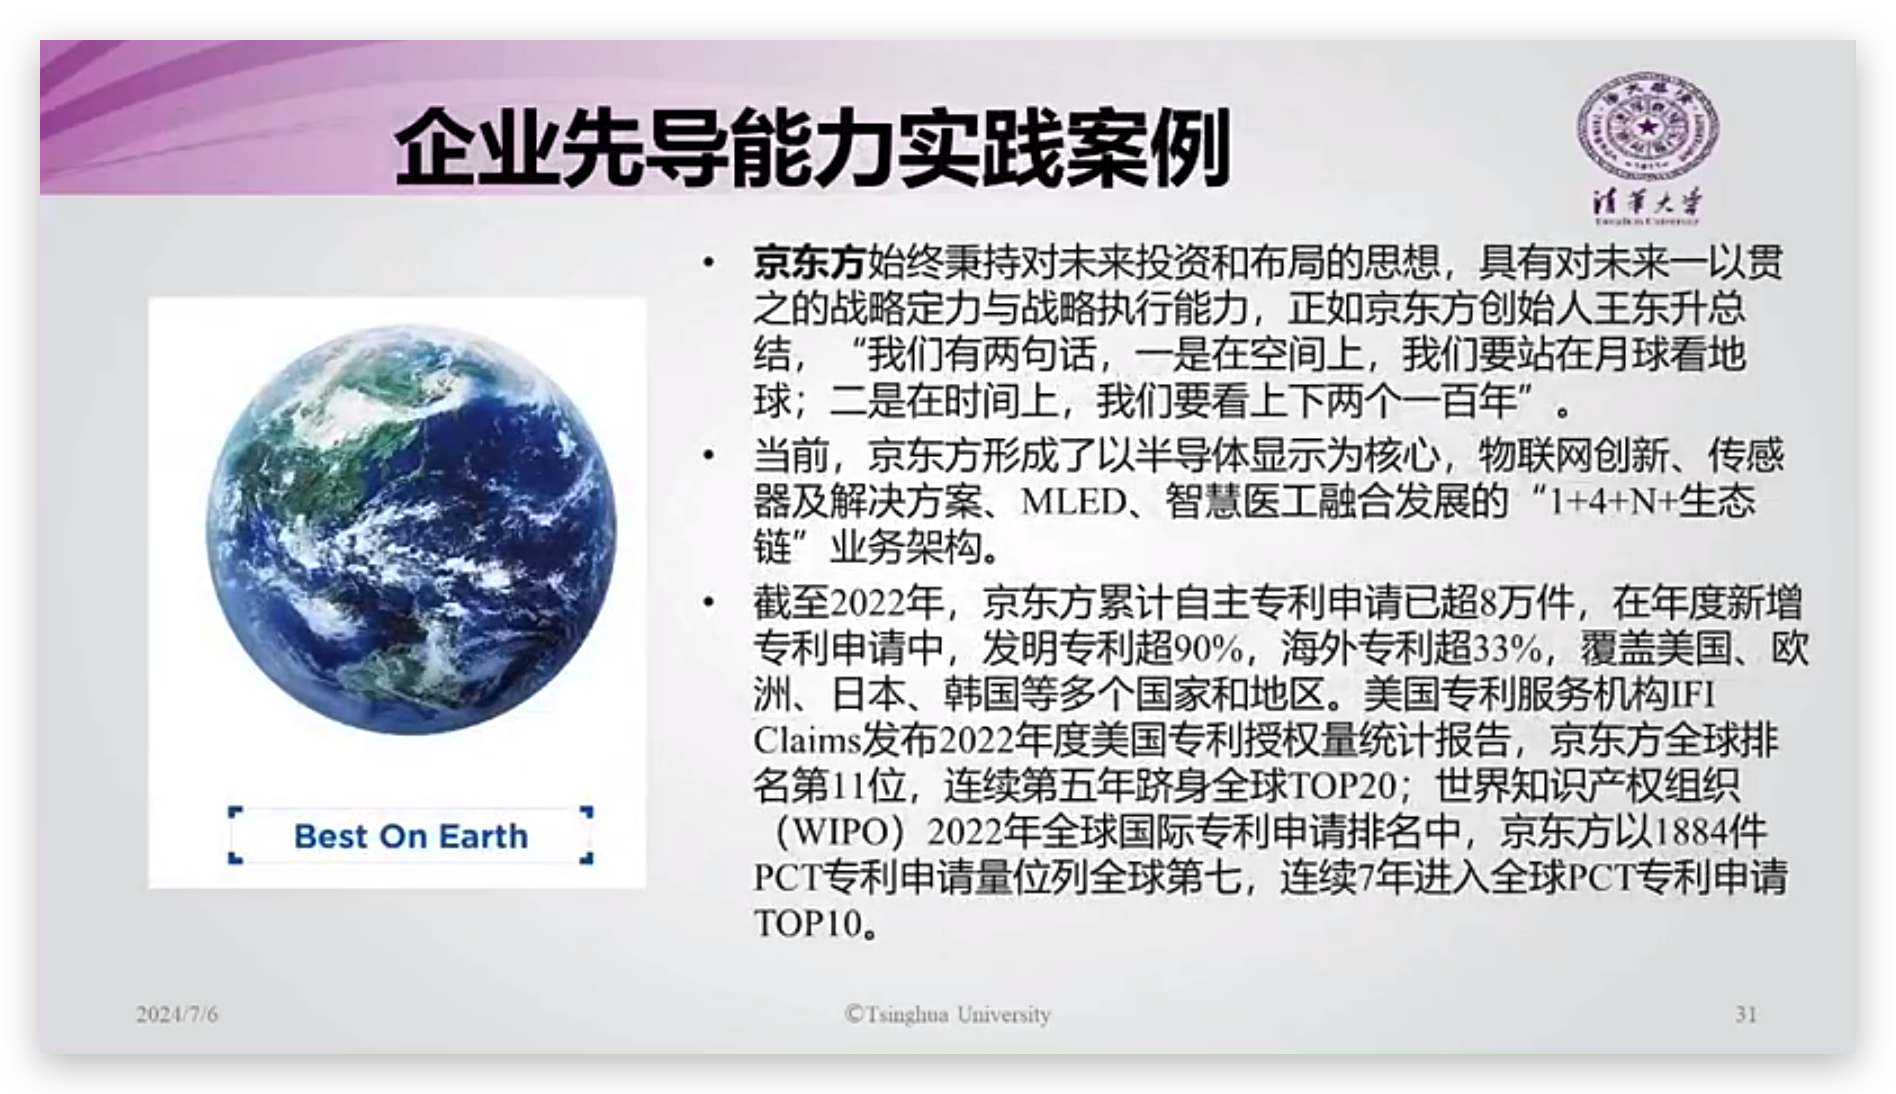 企业先导能力实践案例
清华大学
Tsinghua University
• 京东方始终秉持对未来投资和布局的思想，具有对未来一以贯
之的战略定力与战略执行能力，正如京东方创始人王东升总
结，“我们有两句话，一是在空间上，我们要站在月球看地
球；二是在时间上，我们要看上下两个一百年”。
• 当前，京东方形成了以半导体显示为核心，物联网创新、传感
器及解决方案、MLED、智慧医工融合发展的“1+4+N+生态
链”业务架构。
• 截至2022年，京东方累计自主专利申请已超8万件，在年度新增
专利申请中，发明专利超90%，海外专利超33%，覆盖美国、欧
洲、日本、韩国等多个国家和地区。美国专利服务机构IFI
Claims发布2022年度美国专利授权量统计报告，京东方全球排
名第11位，连续第五年跻身全球TOP20；世界知识产权组织
（WIPO）2022年全球国际专利申请排名中，京东方以1884件
PCT专利申请量位列全球第七，连续7年进入全球PCT专利申请
TOP10。
Best On Earth
2024/7/6
©Tsinghua University
31